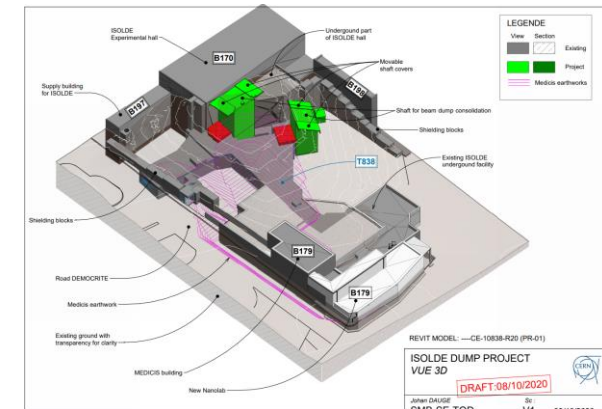 ISOLDE
Experimental hall
B170
Undergound part
of ISOLDE hall
Movable
shaft covers
LEGENDE
View Section
Existing
Project
Medicis earthworks
Supply building
for ISOLDE
B197
B198
Shaft for beam dump consolidation
Shielding blocks
T838
Existing ISOLDE
undergound facility
Shielding blocks
Road DEMOCRITE
B179
Medicis earthwork
B179
Existing ground with
transparency for clarity
MEDICIS building
New Nanolab
REVIT MODEL: ----CE-10838-R20 (PR-01)
ISOLDE DUMP PROJECT
VUE 3D
CERN
DRAFT:08/10/2020
Johan DAUGE
Sc :